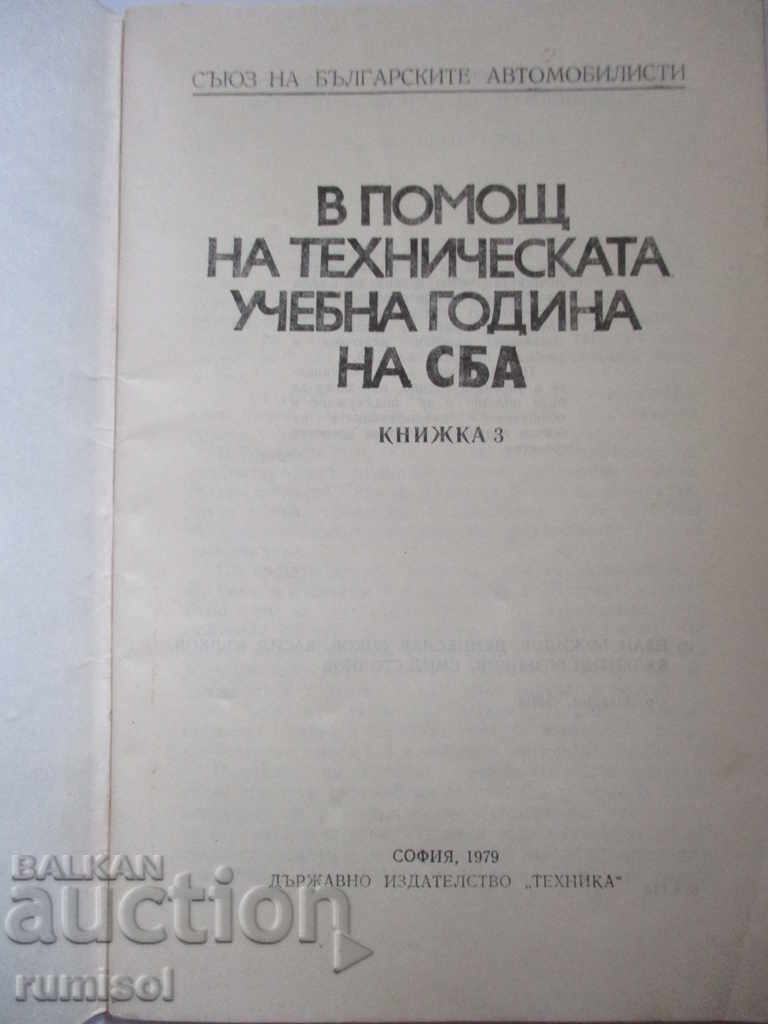 СЪЮЗ НА БЪЛГАРСКИТЕ АВТОМОБИЛИСТИ
В ПОМОЩ
НА ТЕХНИЧЕСКАТА
УЧЕБНА ГОДИНА
НА СБА
КНИЖКА 3
СОФИЯ, 1979
ДЪРЖАВНО ИЗДАТЕЛСТВО „ТЕХНИКА“
BALKAN
auction
rumisol